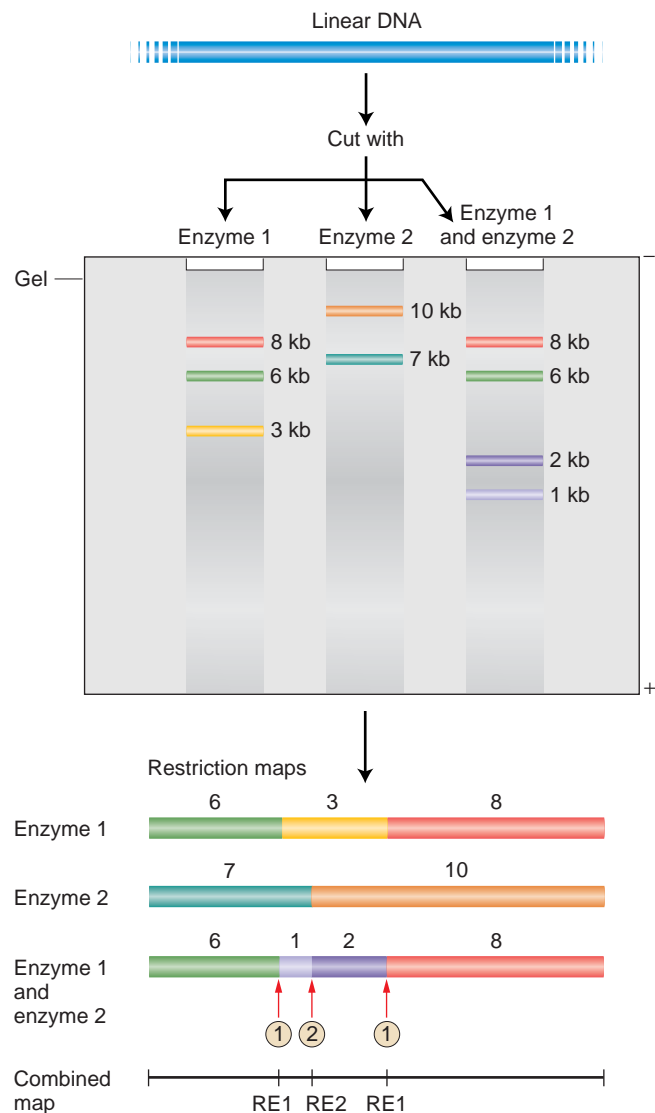 Linear DNA
Cut with
Enzyme 1
Enzyme 2
Enzyme 1
and enzyme 2
Gel
–
10 kb
8 kb
7 kb
8 kb
6 kb
6 kb
3 kb
2 kb
1 kb
+
Restriction maps
6 3 8
Enzyme 1
7 10
Enzyme 2
6 1 2 8
Enzyme 1
and
enzyme 2
1 2 1
Combined
map
RE1 RE2 RE1